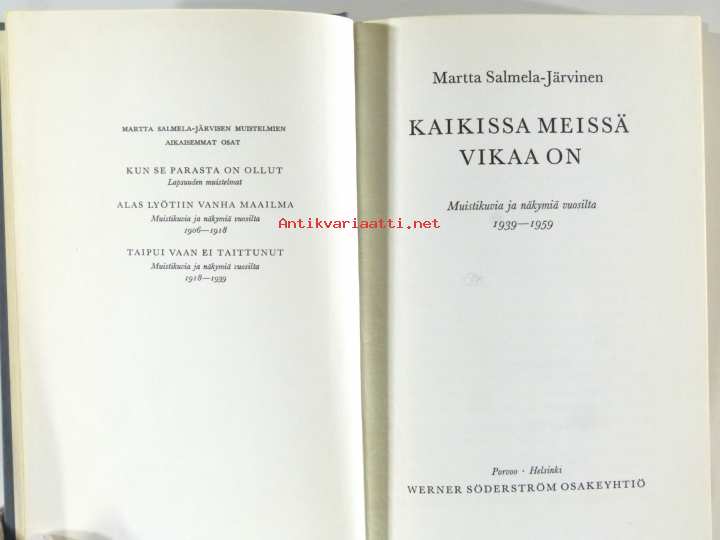 MARTTA SALMELA-JÄRVISEN MUISTELMIEN
AIKAISEMMAT OSAT
KUN SE PARASTA ON OLLUT
Lapsuuden muistelmat
ALAS LYÖTIIN VANHA MAAILMA
Muistikuvia ja näkymiä vuosilta
1906—1918
TAIPUI VAAN EI TAITTUNUT
Muistikuvia ja näkymiä vuosilta
1918—1939
Antikvariaatti.net
Martta Salmela-Järvinen
KAIKISSA MEISSÄ
VIKAA ON
Muistikuvia ja näkymiä vuosilta
1939—1959
Porvoo · Helsinki
WERNER SÖDERSTRÖM OSAKEYHTIÖ